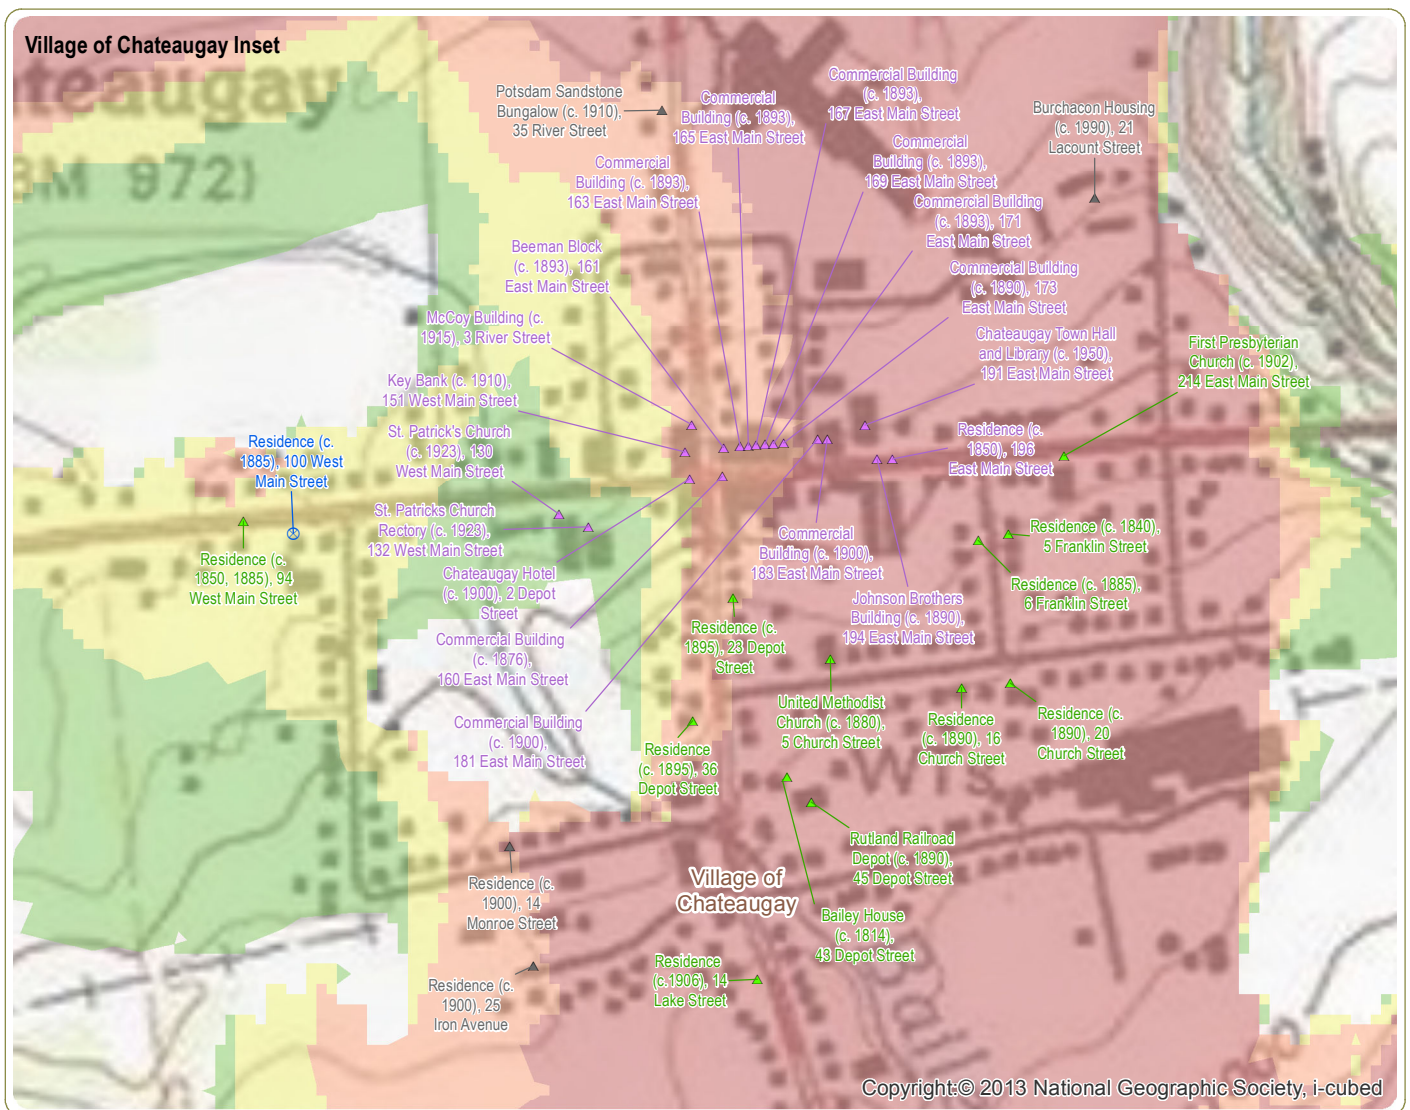 Village of Chateaugay Inset
teaugay
BM 972
Potsdam Sandstone
Bungalow (c. 1910),
35 River Street
Commercial
Building (c. 1893),
165 East Main Street
Commercial Building
(c. 1893),
167 East Main Street
Burchacon Housing
(c. 1990), 21
Lacount Street
Commercial
Building (c. 1893),
163 East Main Street
Commercial
Building (c. 1893),
169 East Main Street
Commercial Building
(c. 1893), 171
East Main Street
Beeman Block
(c. 1893), 161
East Main Street
Commercial Building
(c. 1890), 173
East Main Street
McCoy Building (c.
1915), 3 River Street
Chateaugay Town Hall
and Library (c. 1950),
191 East Main Street
First Presbyterian
Church (c. 1902),
214 East Main Street
Key Bank (c. 1910),
151 West Main Street
St. Patrick's Church
(c. 1923), 130
West Main Street
Residence (c.
1885), 100 West
Main Street
Residence (c.
1850), 196
East Main Street
St. Patricks Church
Rectory (c. 1923),
132 West Main Street
Residence (c.
1850, 1885), 94
West Main Street
Commercial
Building (c. 1900),
183 East Main Street
Residence (c. 1840),
5 Franklin Street
Residence (c. 1885),
6 Franklin Street
Chateaugay Hotel
(c. 1900), 2 Depot
Street
Johnson Brothers
Building (c. 1890),
194 East Main Street
Commercial Building
(c. 1876),
160 East Main Street
Residence (c.
1895), 23 Depot
Street
United Methodist
Church (c. 1880),
5 Church Street
Residence
(c. 1890), 16
Church Street
Residence (c.
1890), 20
Church Street
Commercial Building
(c. 1900),
181 East Main Street
Residence
(c. 1895), 36
Depot Street
Rutland Railroad
Depot (c. 1890),
45 Depot Street
Village of
Chateaugay
Residence (c.
1900), 14
Monroe Street
Bailey House
(c. 1814),
43 Depot Street
Residence
(c.1906), 14
Lake Street
Residence (c.
1900), 25
Iron Avenue
Copyright:© 2013 National Geographic Society, i-cubed